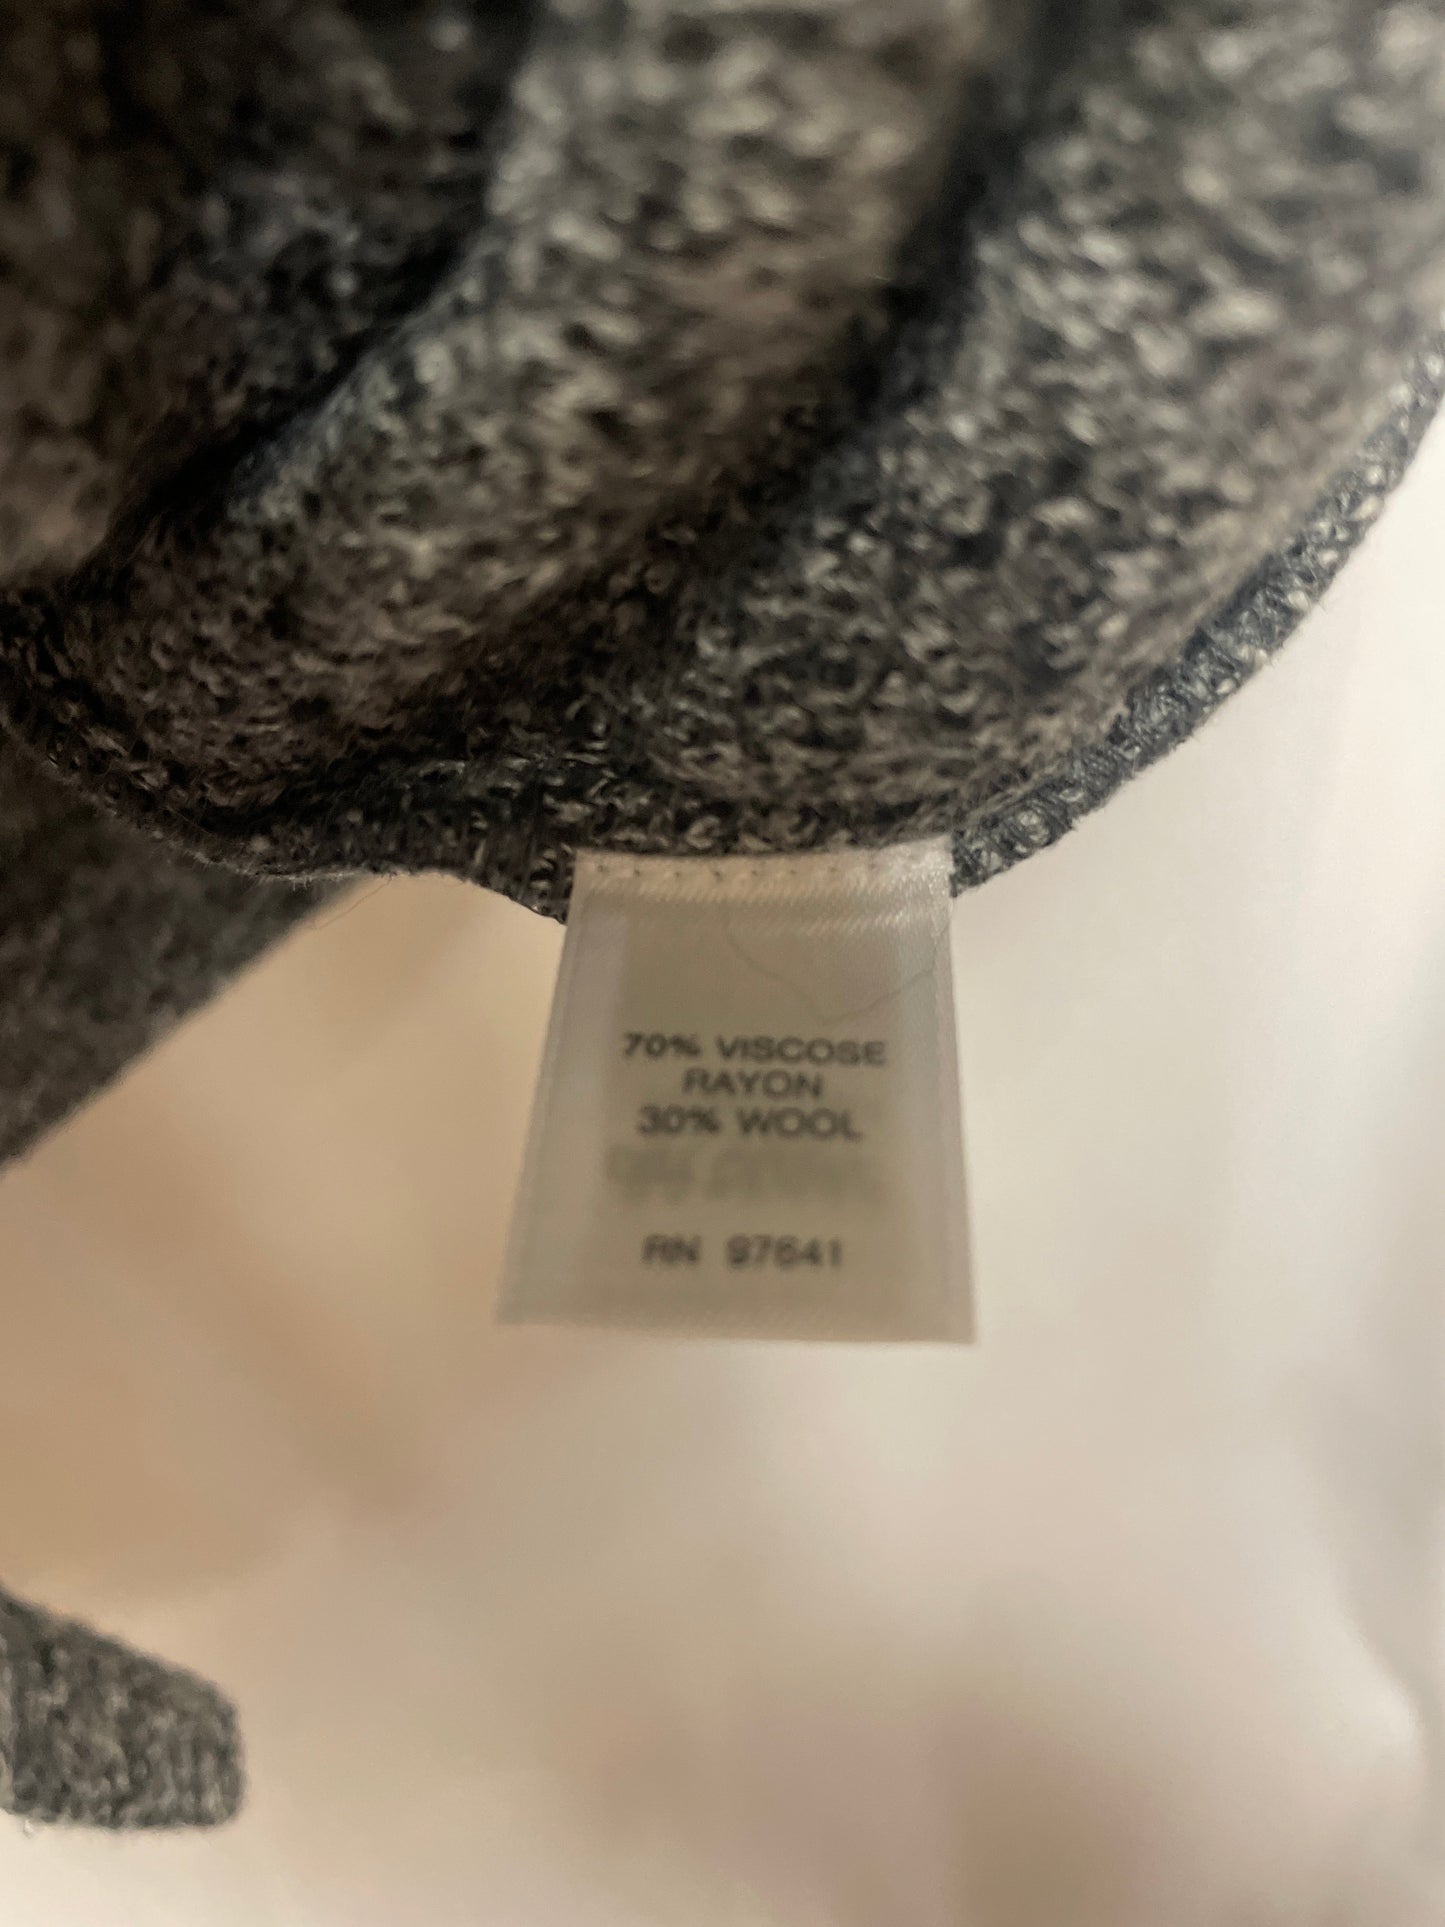 70% VISCOSE
RAYON
30% WOOL
RN 97641